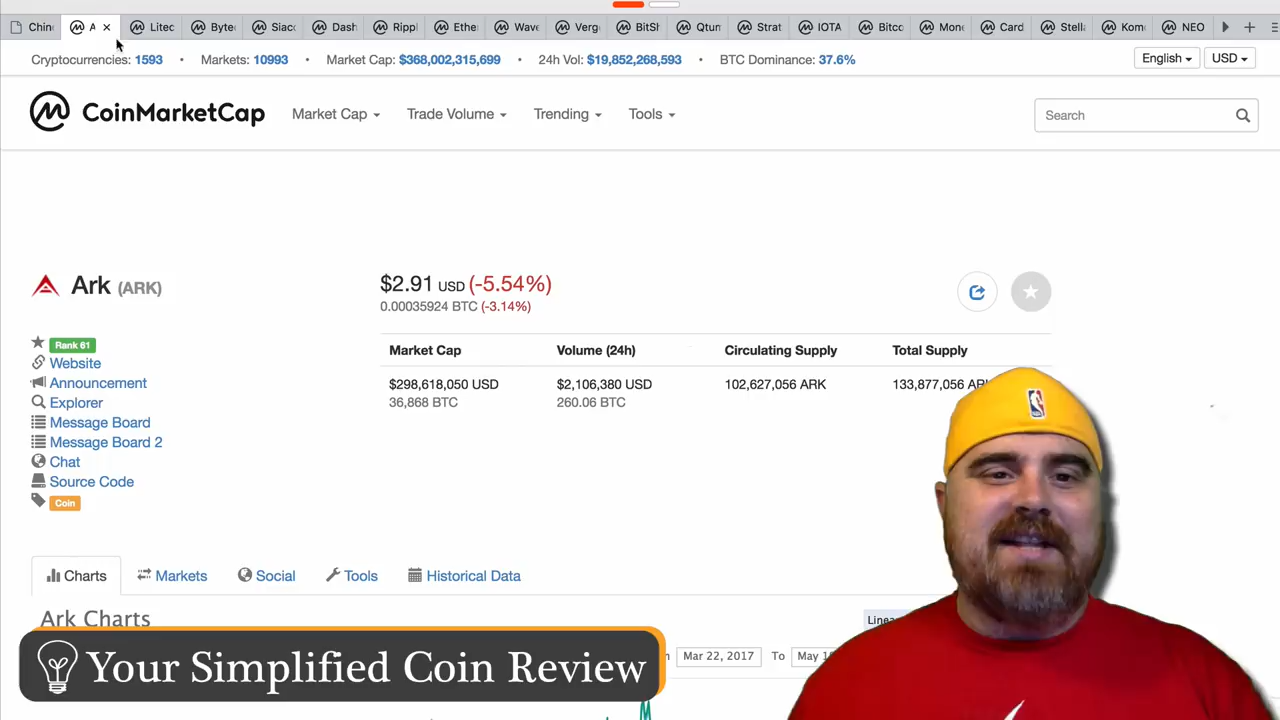 Chin A × Litec Byte Siac Dash Rippl Ethe Wave Verg BitSh Qtum Strat IOTA Bitco Mone Card Stella Kom NEO
Cryptocurrencies: 1593 • Markets: 10993 • Market Cap: $368,002,315,699 • 24h Vol: $19,852,268,593 • BTC Dominance: 37.6% English USD
CoinMarketCap Market Cap Trade Volume Trending Tools Search
Ark (ARK) $2.91 USD (-5.54%)
0.00035924 BTC (-3.14%)
Rank 61
Website
Announcement
Explorer
Message Board
Message Board 2
Chat
Source Code
Coin
Market Cap Volume (24h) Circulating Supply Total Supply
$298,618,050 USD $2,106,380 USD 102,627,056 ARK 133,877,056
36,868 BTC 260.06 BTC
Charts Markets Social Tools Historical Data
Ark Charts
Linea
Mar 22, 2017 To May
Your Simplified Coin Review